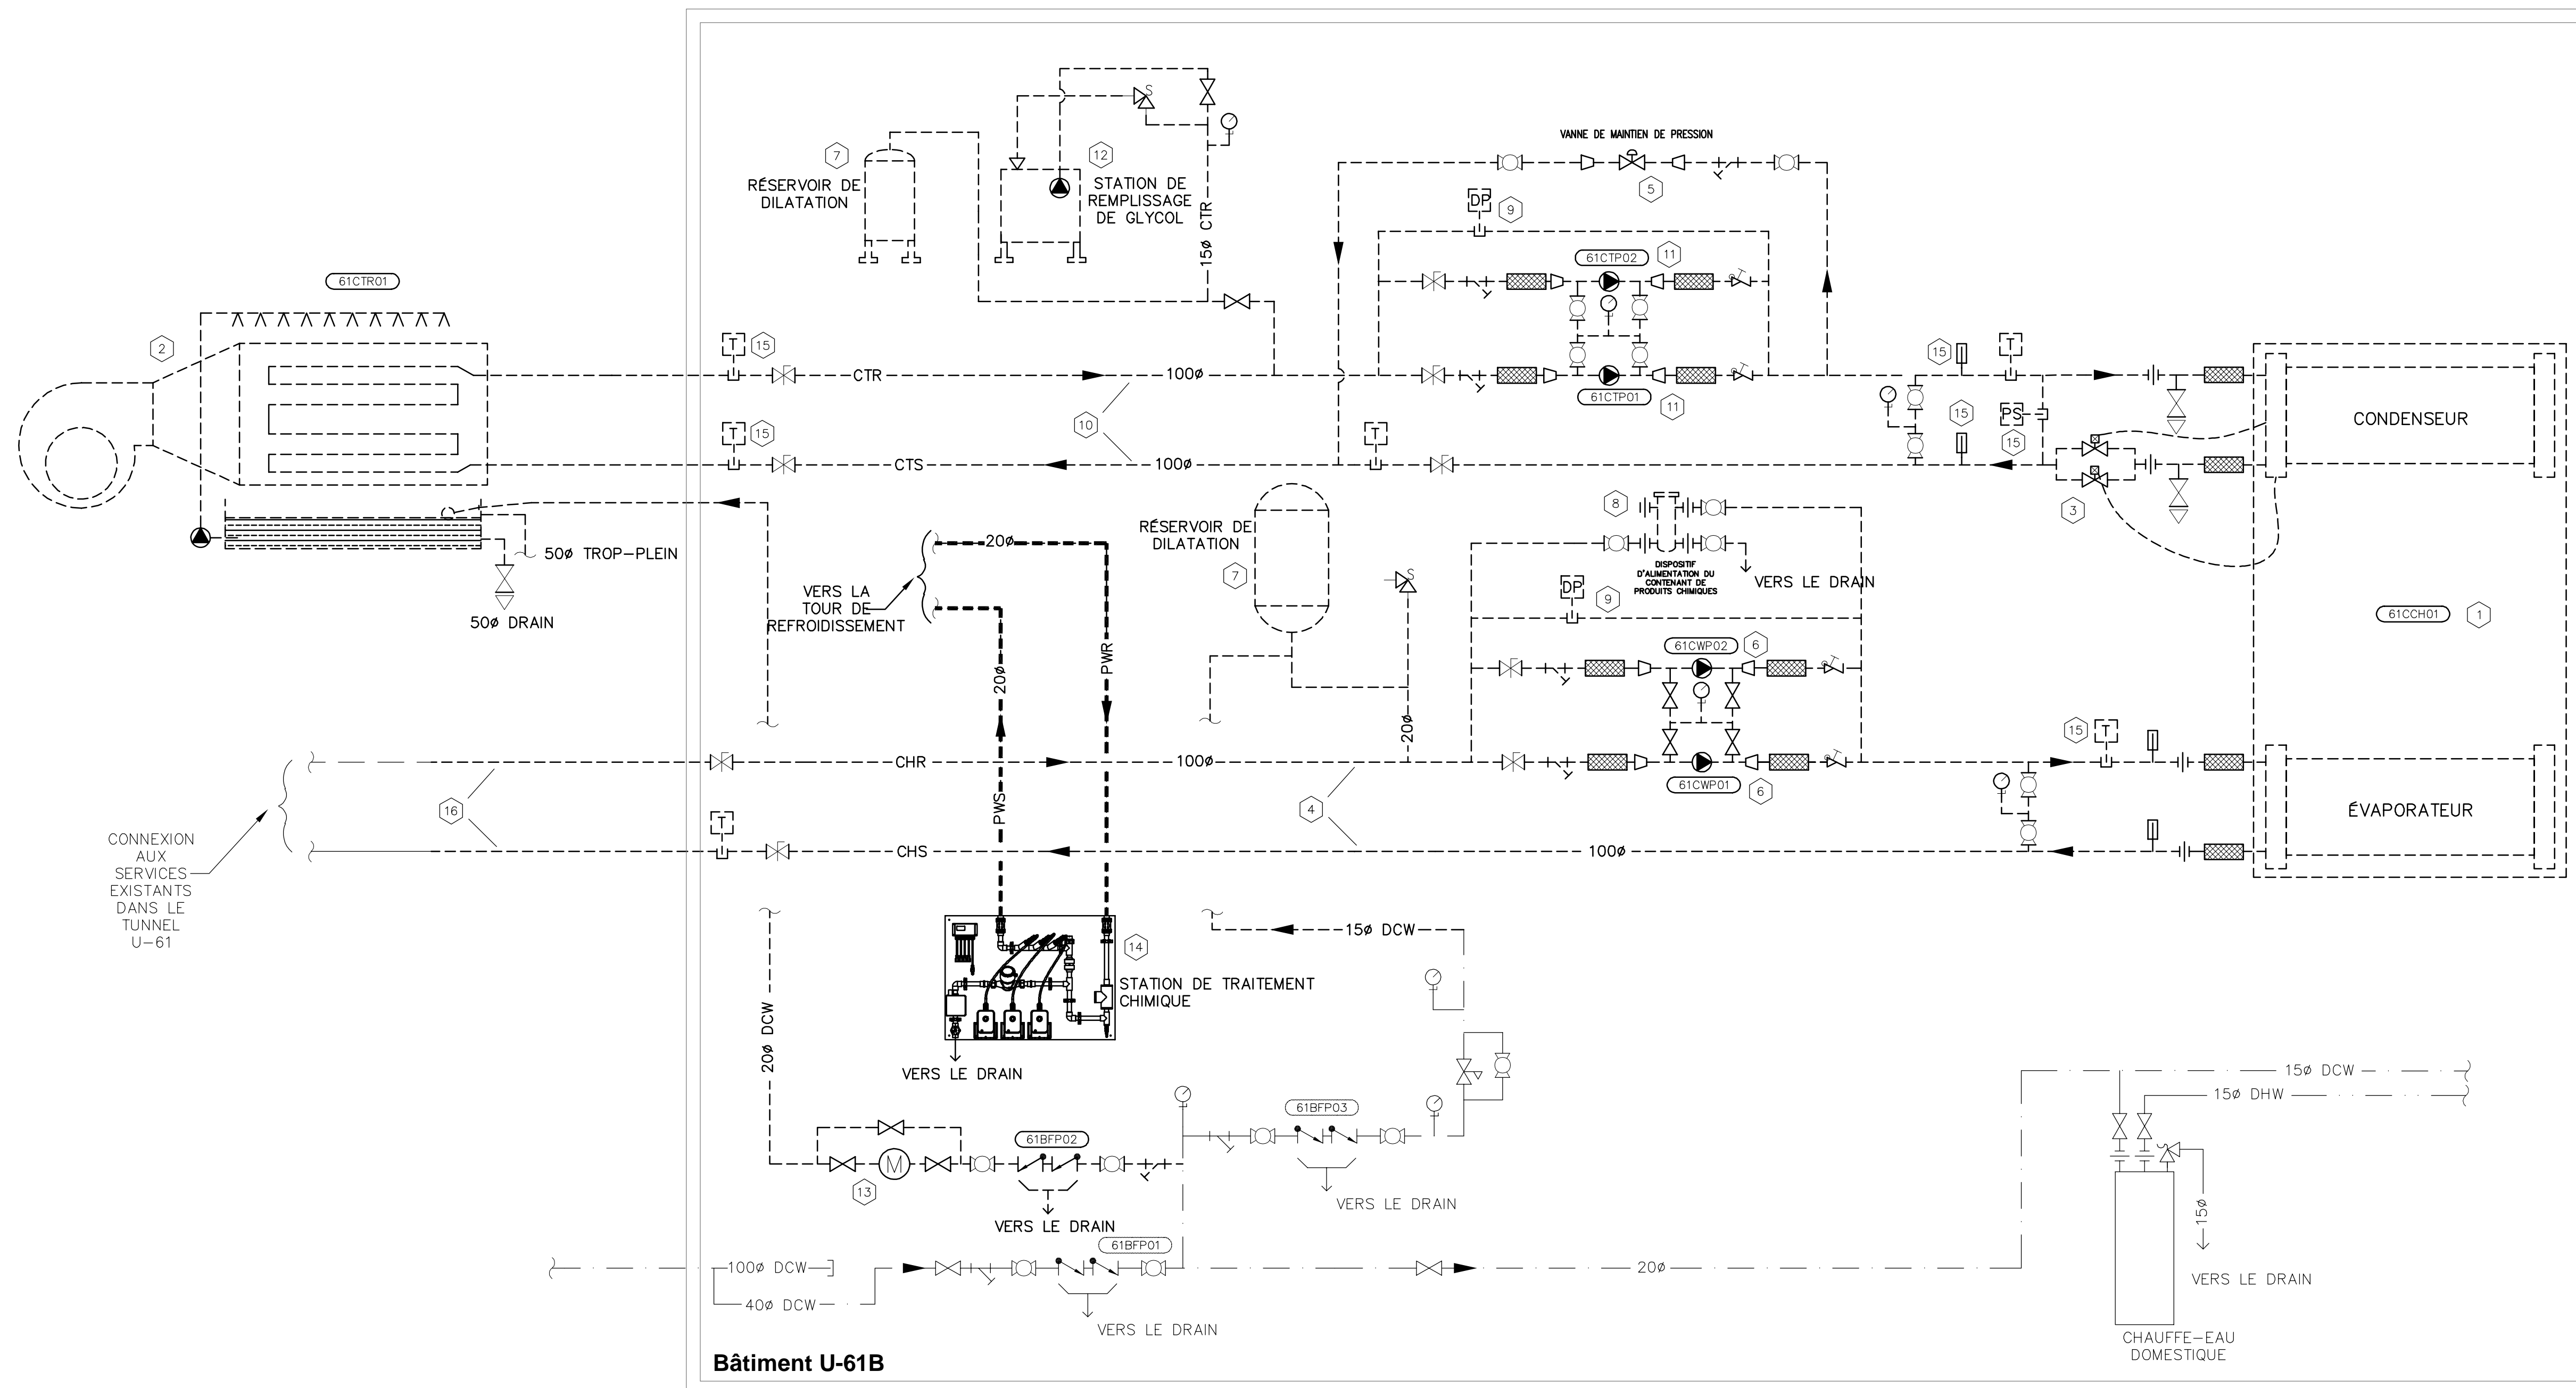 S
VANNE DE MAINTIEN DE PRESSION
7
12
RÉSERVOIR DE
DILATATION
STATION DE
REMPLISSAGE
DE GLYCOL
15ø CTR
5
DP
9
61CTP02
11
61CTR01
2
T
15
CTR
100ø
61CTP01
11
15
T
CONDENSEUR
10
T
15
CTS
100ø
T
15
PS
15
3
8
RÉSERVOIR DE
DILATATION
7
S
DISPOSITIF
D'ALIMENTATION DU
CONTENANT DE
PRODUITS CHIMIQUES
VERS LE DRAIN
50ø TROP-PLEIN
50ø DRAIN
20ø
VERS LA
TOUR DE
REFROIDISSEMENT
20ø
PWR
DP
9
61CCH01
1
61CWP02
6
20ø
CHR
100ø
61CWP01
6
15
T
16
PWS
4
ÉVAPORATEUR
T
CHS
100ø
CONNEXION
AUX
SERVICES
EXISTANTS
DANS LE
TUNNEL
U-61
15ø DCW
14
STATION DE TRAITEMENT
CHIMIQUE
20ø DCW
VERS LE DRAIN
15ø DCW
15ø DHW
61BFP03
61BFP02
M
13
VERS LE DRAIN
VERS LE DRAIN
15ø
61BFP01
100ø DCW
20ø
40ø DCW
VERS LE DRAIN
VERS LE DRAIN
CHAUFFE-EAU
DOMESTIQUE
Bâtiment U-61B